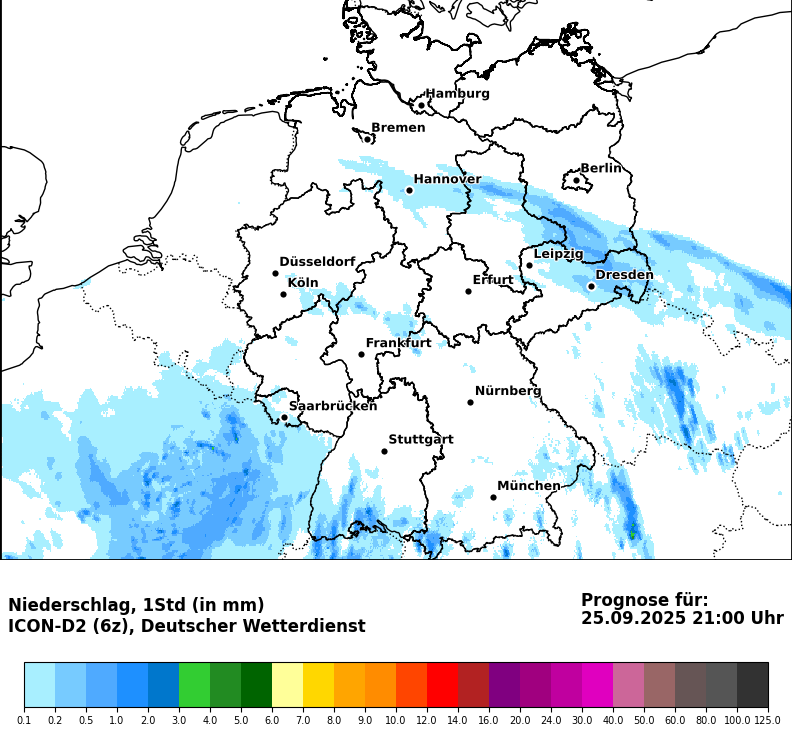 Hamburg
Bremen
Berlin
Hannover
Leipzig
Düsseldorf
Dresden
Köln
Erfurt
Frankfurt
Nürnberg
Saarbrücken
Stuttgart
München
Niederschlag, 1Std (in mm)
ICON-D2 (6z), Deutscher Wetterdienst
Prognose für:
25.09.2025 21:00 Uhr
0.1 0.2 0.5 1.0 2.0 3.0 4.0 5.0 6.0 7.0 8.0 9.0 10.0 12.0 14.0 16.0 20.0 24.0 30.0 40.0 50.0 60.0 80.0 100.0 125.0